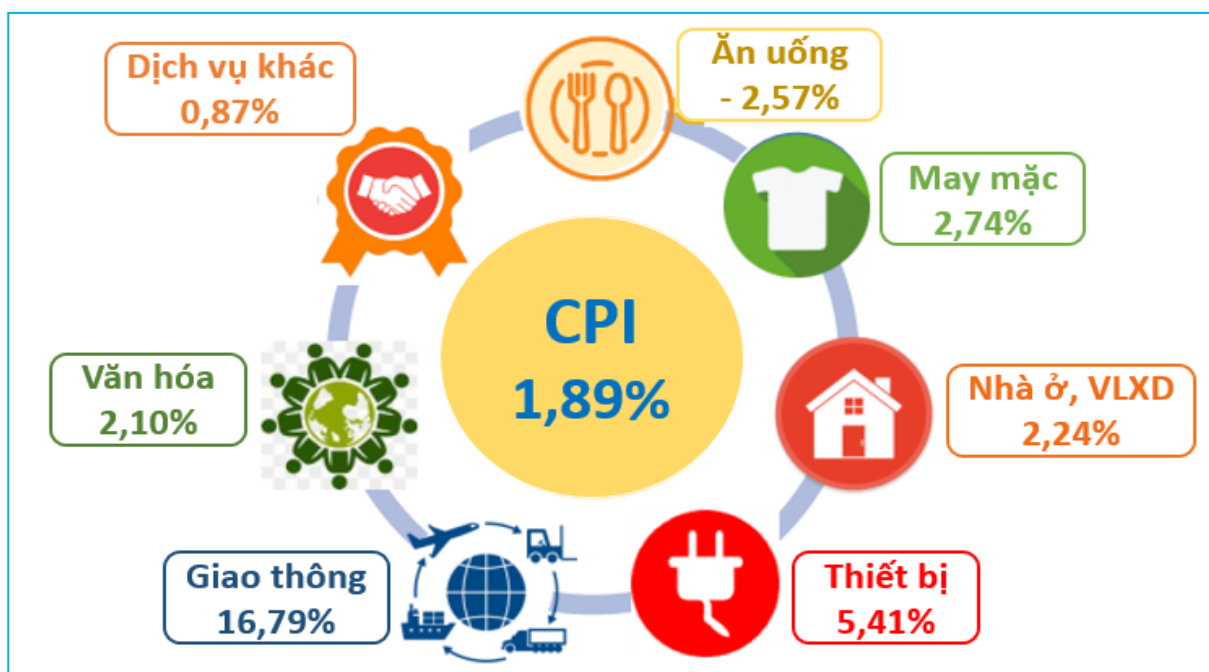 Dịch vụ khác
0,87%
Ăn uống
- 2,57%
May mặc
2,74%
CPI
1,89%
Văn hóa
2,10%
Nhà ở, VLXD
2,24%
Giao thông
16,79%
Thiết bị
5,41%